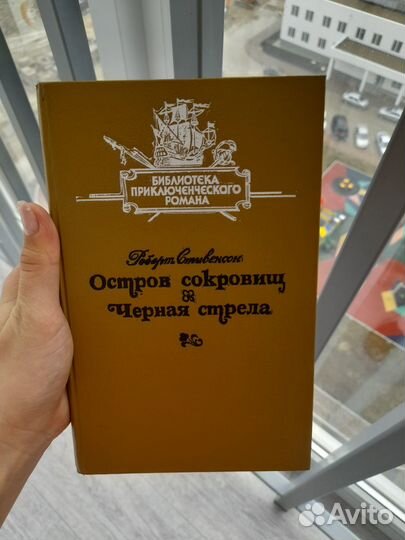 БИБЛИОТЕКА
ПРИКЛЮЧЕНЧЕСКОГО
РОМАНА
Роберт Стивенсон
Остров сокровищ
Черная стрела
Avito